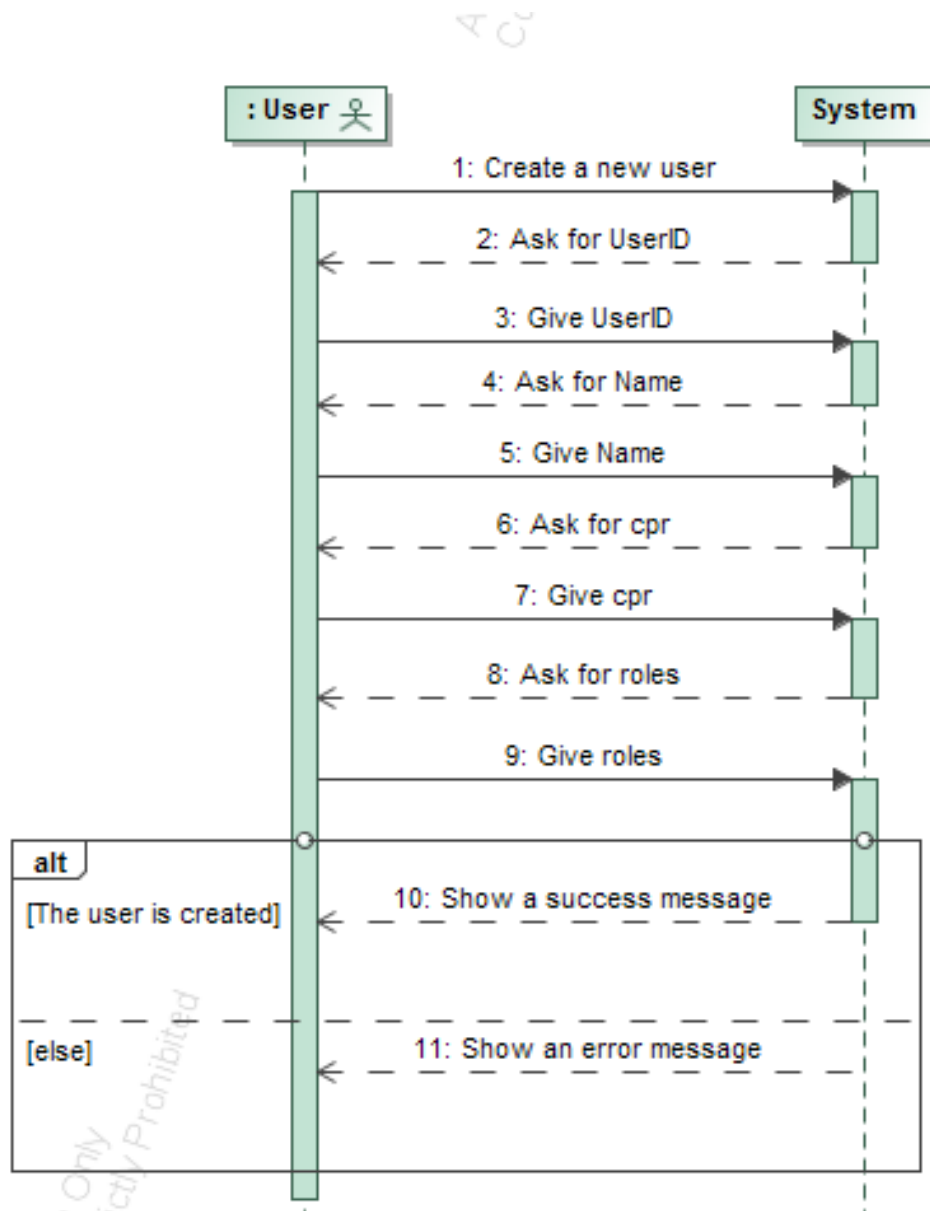 : User
System
1: Create a new user
2: Ask for UserID
3: Give UserID
4: Ask for Name
5: Give Name
6: Ask for cpr
7: Give cpr
8: Ask for roles
9: Give roles
alt
[The user is created]
10: Show a success message
[else]
11: Show an error message
Only
Prohibited